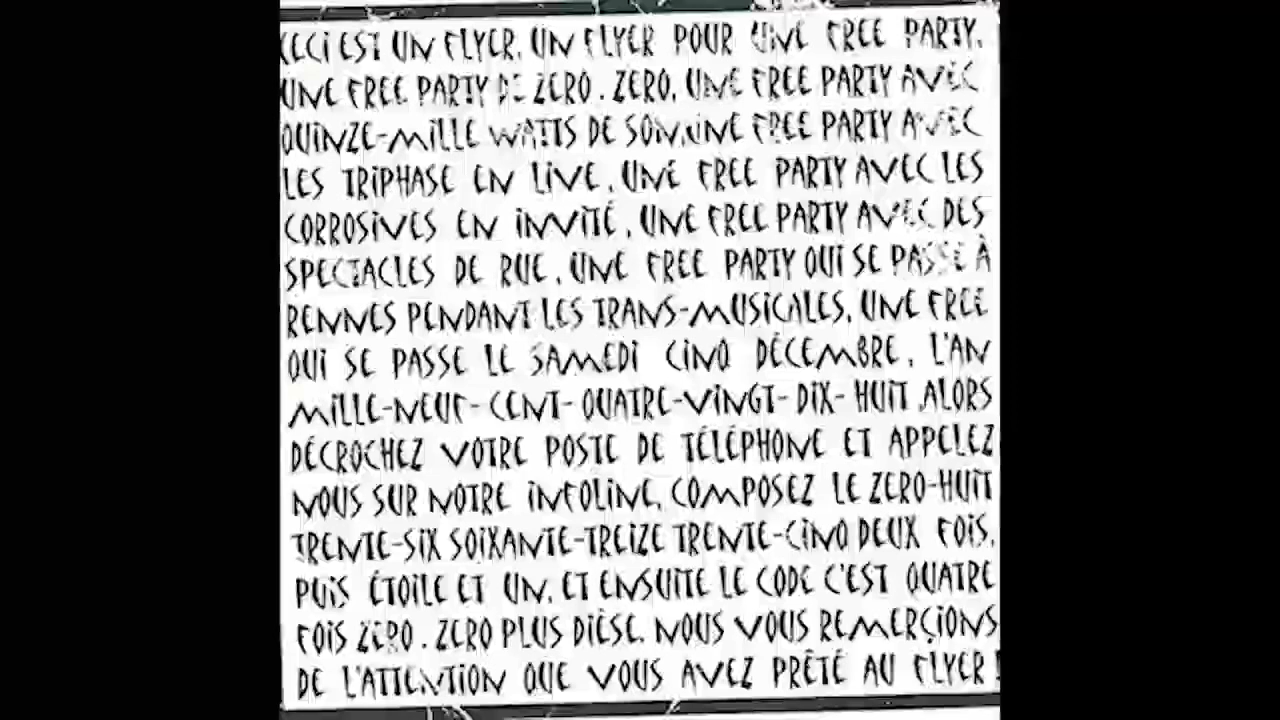 CECI EST UN FLYER, UN FLYER POUR UNE FREE PARTY,
UNE FREE PARTY DE ZERO . ZERO, UNE FREE PARTY AVEC
QUINZE-MILLE WATTS DE SON, UNE FREE PARTY AVEC
LES TRIPHASE EN LIVE, UNE FREE PARTY AVEC LES
CORROSIVES EN INVITÉ, UNE FREE PARTY AVEC DES
SPECTACLES DE RUE, UNE FREE PARTY QUI SE PASSE À
RENNES PENDANT LES TRANS-MUSICALES, UNE FREE
QUI SE PASSE LE SAMEDI CINQ DÉCEMBRE, L'AN
MILLE-NEUF-CENT-QUATRE-VINGT-DIX-HUIT ,ALORS
DÉCROCHEZ VOTRE POSTE DE TÉLÉPHONE ET APPELEZ
NOUS SUR NOTRE INFOLINE, COMPOSEZ LE ZERO-HUIT
TRENTE-SIX SOIXANTE-TREIZE TRENTE-CINQ DEUX FOIS,
PUIS ÉTOILE ET UN, ET ENSUITE LE CODE C'EST QUATRE
FOIS ZERO . ZERO PLUS DIÈSE. NOUS VOUS REMERÇIONS
DE L'ATTENTION QUE VOUS AVEZ PRÊTÉ AU FLYER !